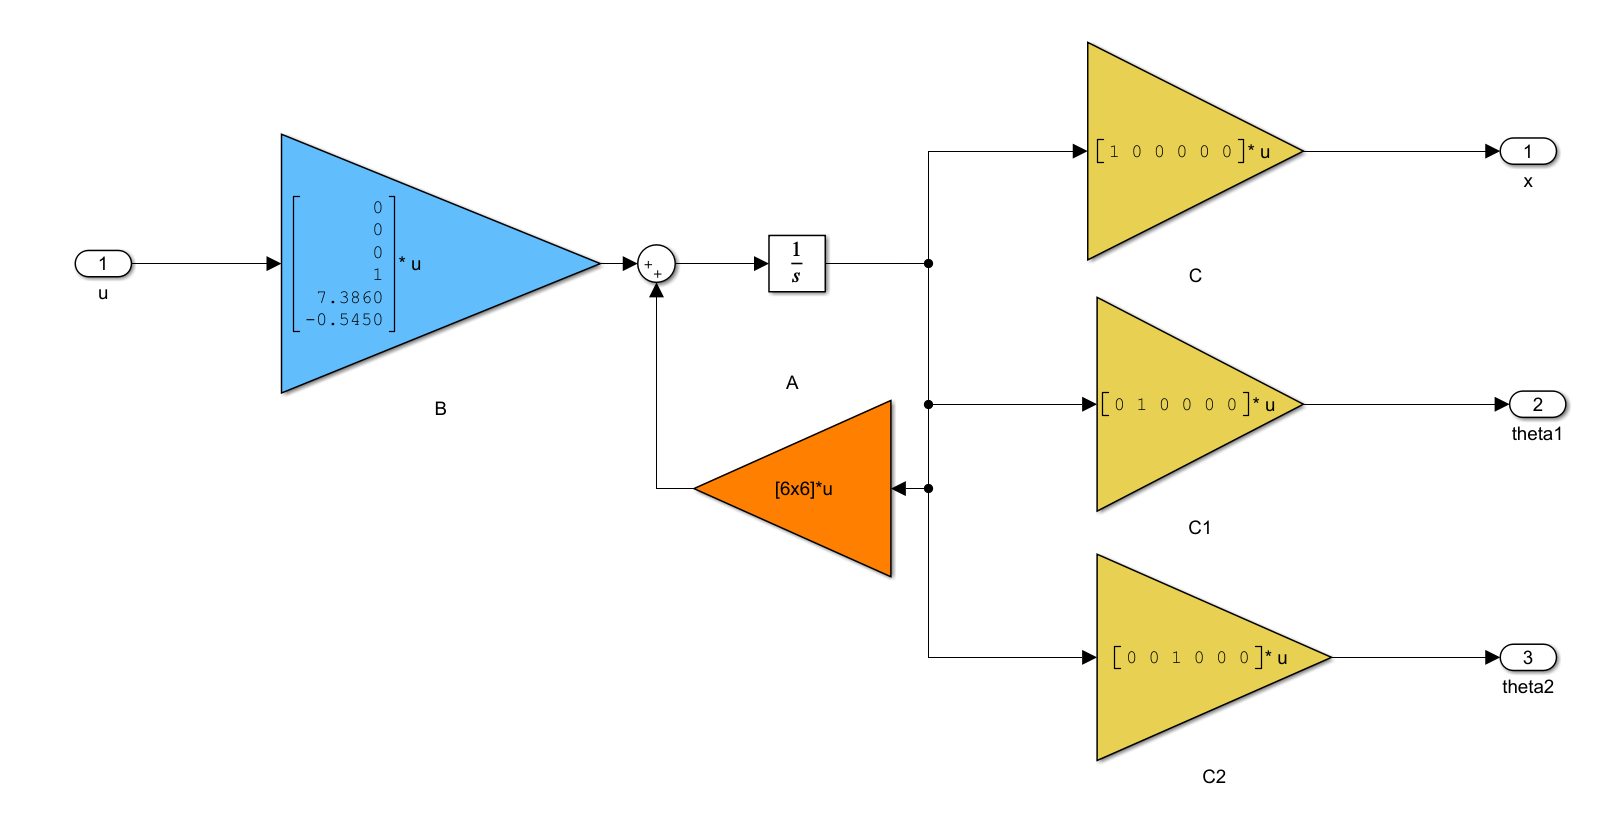 1
u
0
0
0
1
7.3860
-0.5450
* u
B
+
+
1
s
A
[6x6]*u
[1 0 0 0 0 0]* u
C
1
x
[0 1 0 0 0 0]* u
C1
2
theta1
[0 0 1 0 0 0]* u
C2
3
theta2